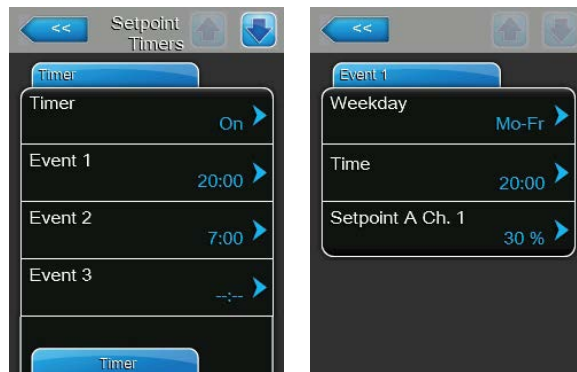 <<
Setpoint
Timers
Timer
Timer
On
Event 1
20:00
Event 2
7:00
Event 3
--:--
Timer
<<
Event 1
Weekday
Mo-Fr
Time
20:00
Setpoint A Ch. 1
30 %